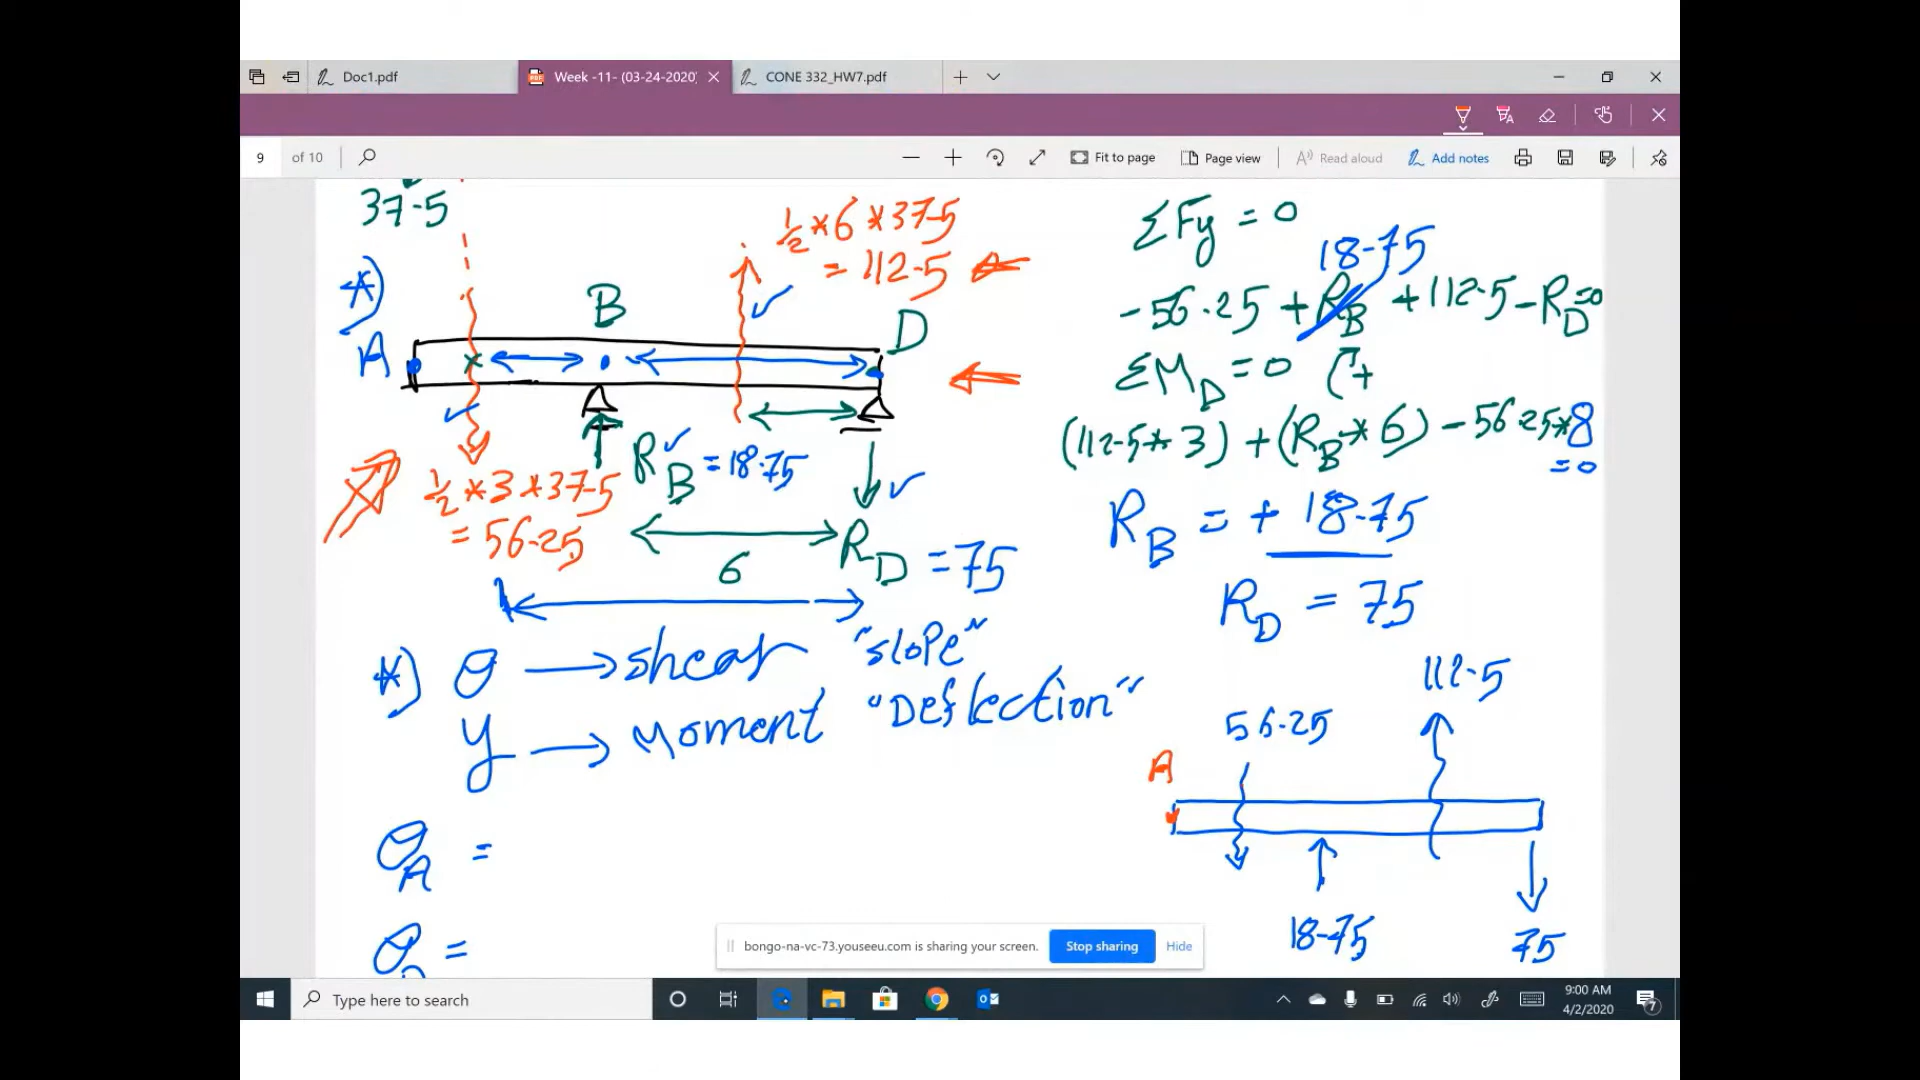 Doc1.pdf
Week -11- (03-24-2020)
CONE 332_HW7.pdf
9 of 10
Fit to page
Page view
Read aloud
Add notes
37-5
1/2 * 6 * 37-5
= 112-5
*)
A
B
D
RB = 18-75
1/2 * 3 * 37-5
= 56-25
6
RD = 75
ΣFy = 0
18-75
-56-25 + RB + 112-5 - RD = 0
ΣMD = 0 (+
(112-5 * 3) + (RB * 6) - 56-25 * 8
= 0
RB = + 18-75
RD = 75
*) θ → shear "slope"
y → Moment "Deflection"
θA =
112-5
56-25
A
18-75
75
θ =
bongo-na-vc-73.youseeu.com is sharing your screen.
Stop sharing
Hide
Type here to search
9:00 AM
4/2/2020
7